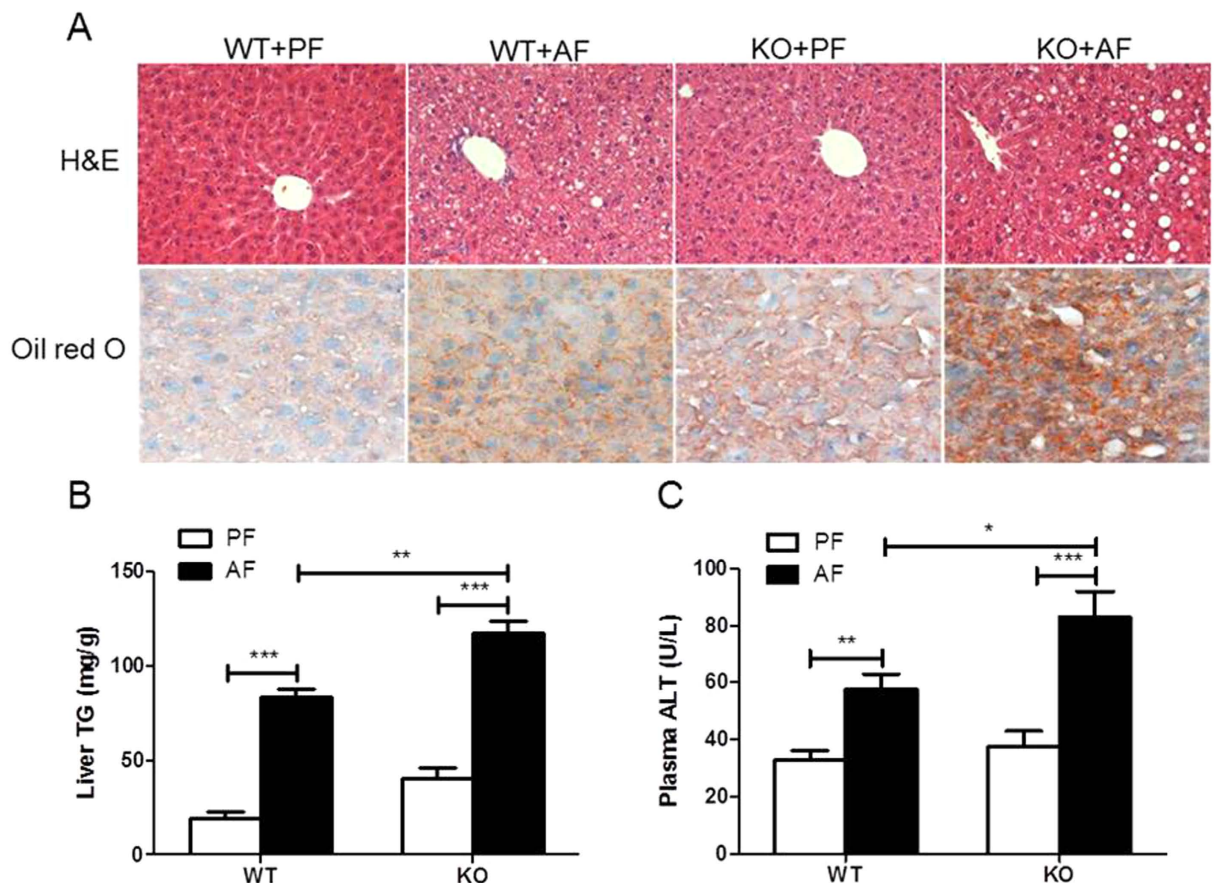 A
WT+PF WT+AF KO+PF KO+AF
H&E
Oil red O
B
PF
AF
**
***
***
150
100
50
0
Liver TG (mg/g)
WT KO
C
PF
AF
*
***
**
100
80
60
40
20
0
Plasma ALT (U/L)
WT KO